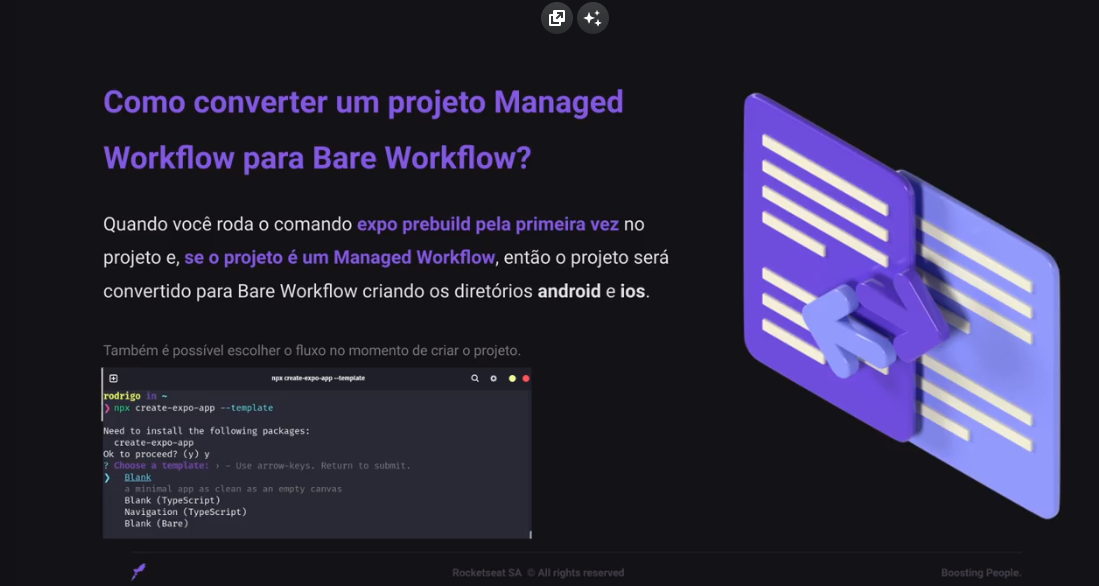 Como converter um projeto Managed
Workflow para Bare Workflow?
Quando você roda o comando expo prebuild pela primeira vez no
projeto e, se o projeto é um Managed Workflow, então o projeto será
convertido para Bare Workflow criando os diretórios android e ios.
Também é possível escolher o fluxo no momento de criar o projeto.
npx create-expo-app --template
rodrigo in ~
❯ npx create-expo-app --template
Need to install the following packages:
create-expo-app
Ok to proceed? (y) y
? Choose a template: › - Use arrow-keys. Return to submit.
❯ Blank
a minimal app as clean as an empty canvas
Blank (TypeScript)
Navigation (TypeScript)
Blank (Bare)
Rocketseat SA © All rights reserved
Boosting People.